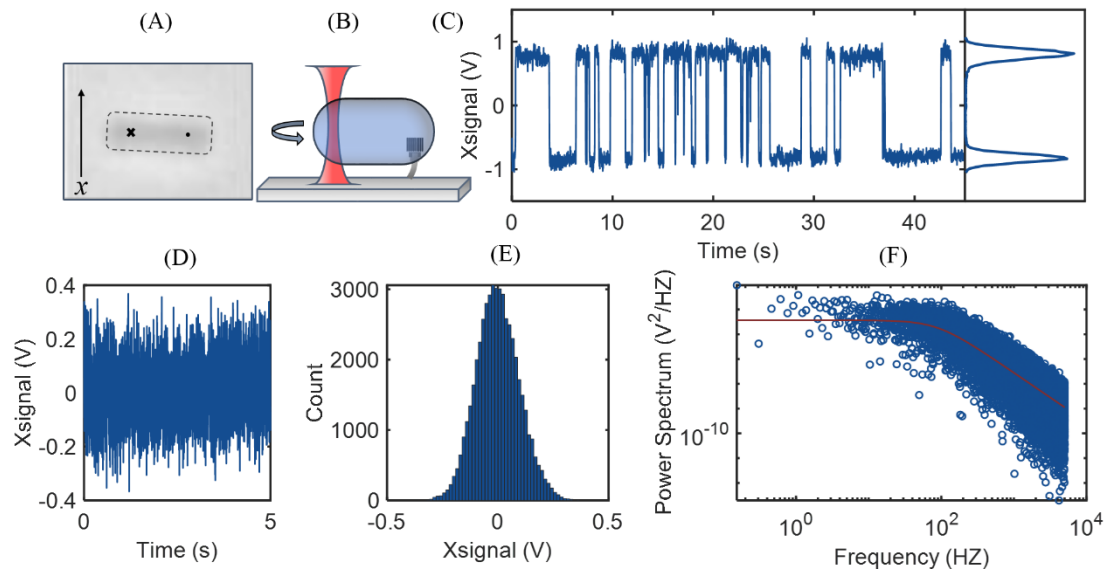 (A)
(B)
(C)
x
Xsignal (V)
1
0
-1
0
10
20
30
40
Time (s)
(D)
Xsignal (V)
0.4
0.2
0
-0.2
-0.4
0
5
Time (s)
(E)
Count
3000
2000
1000
0
-0.5
0
0.5
Xsignal (V)
(F)
Power Spectrum (V²/HZ)
10⁻¹⁰
10⁰
10²
10⁴
Frequency (HZ)